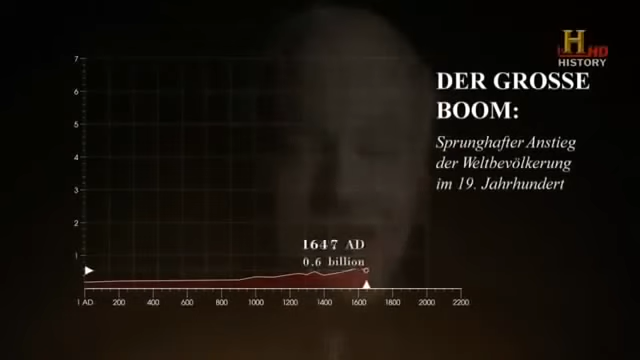 H HD
HISTORY
DER GROSSE
BOOM:
Sprunghafter Anstieg
der Weltbevölkerung
im 19. Jahrhundert
7
6
5
4
3
2
1
1647 AD
0.6 billion
1 AD 200 400 600 800 1000 1200 1400 1600 1800 2000 2200